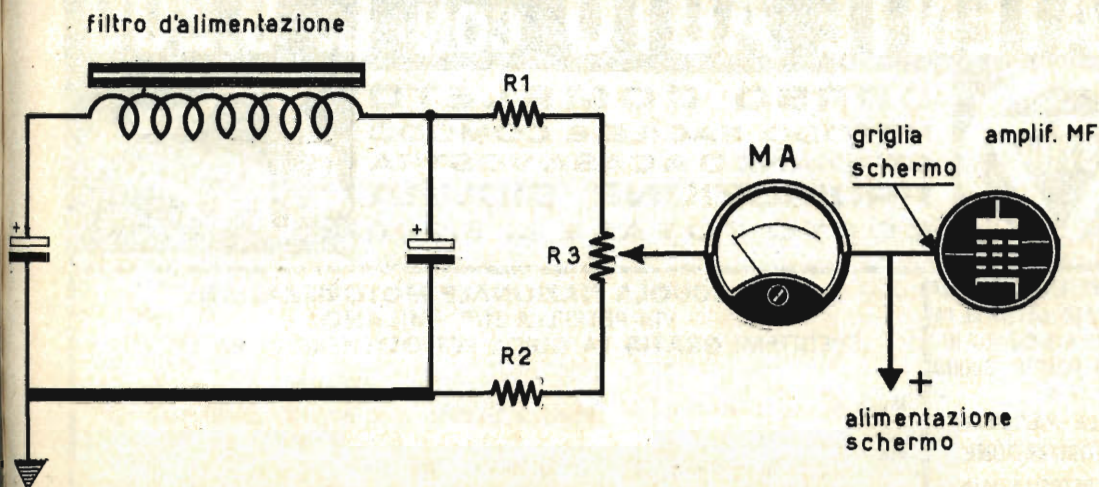 filtro d'alimentazione
R1
MA
griglia
schermo
amplif. MF
+
+
R3
R2
+
alimentazione
schermo